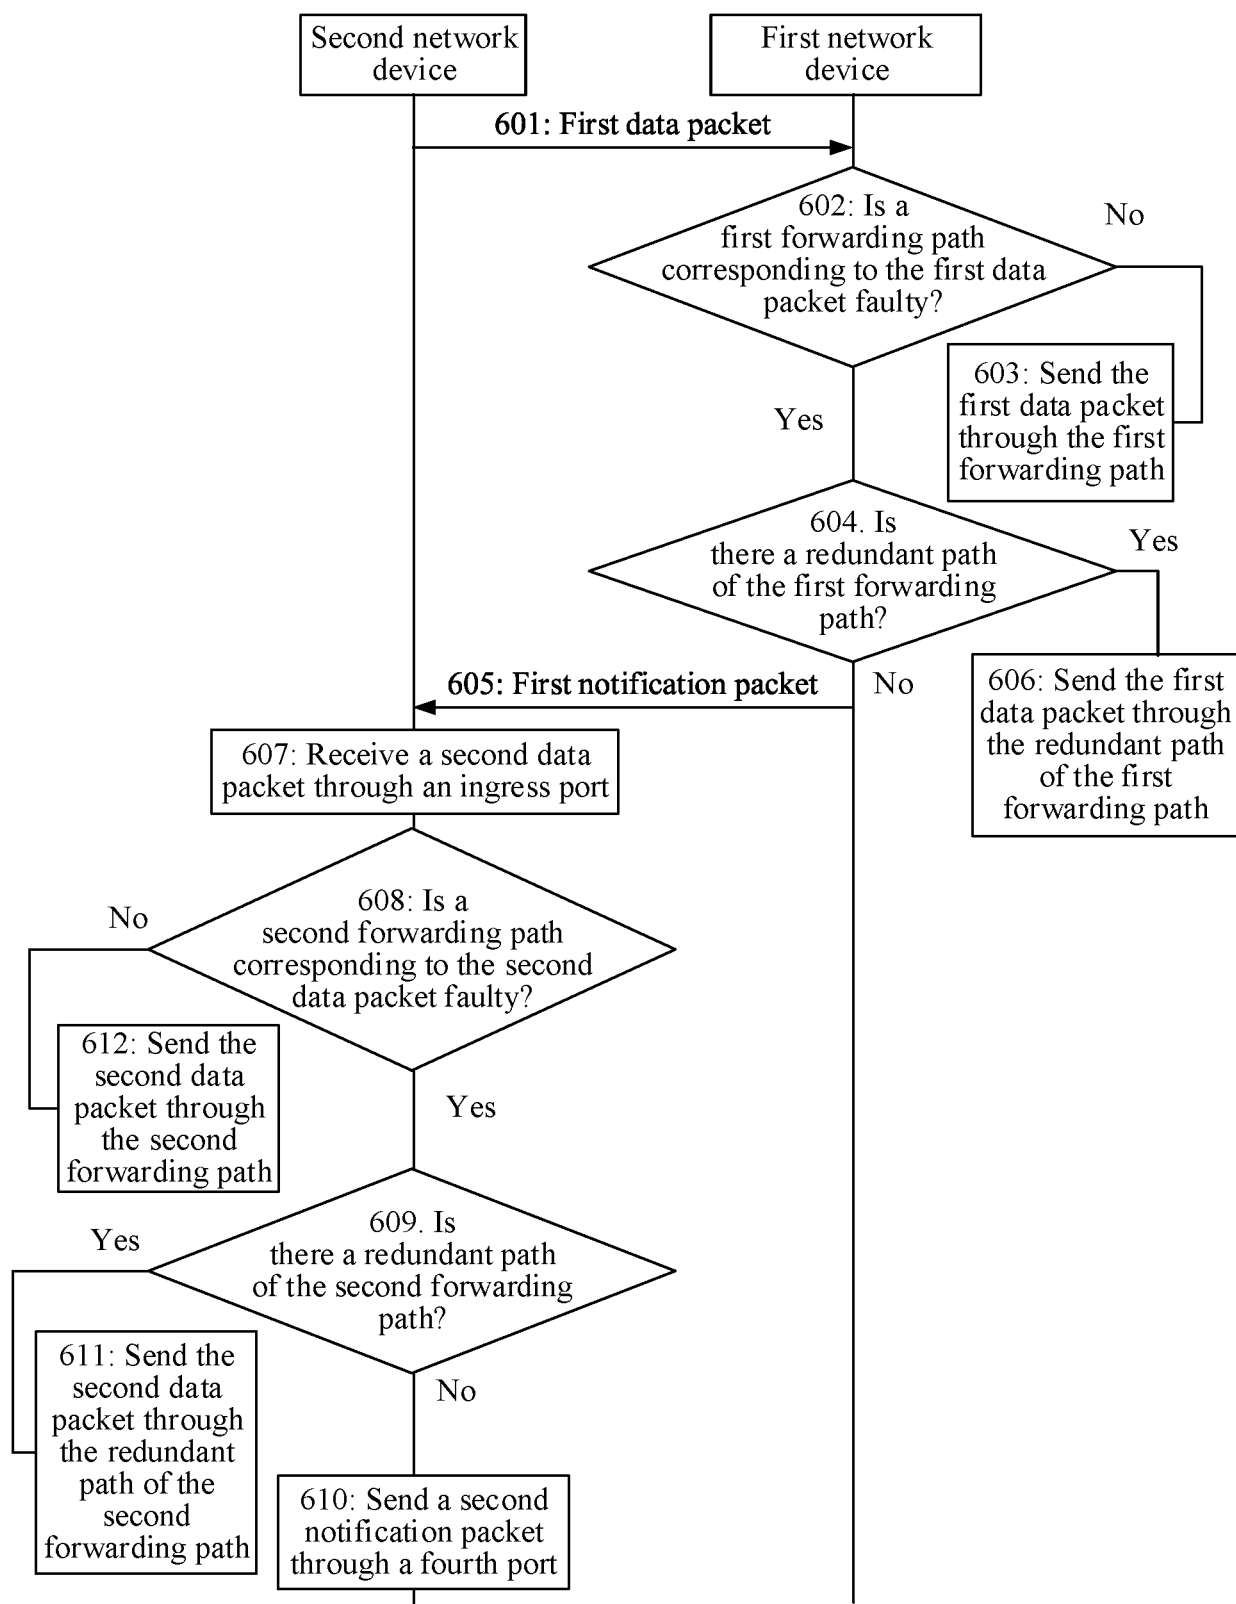 Second network
device
First network
device
601: First data packet
602: Is a
first forwarding path
corresponding to the first data
packet faulty?
No
603: Send the
first data packet
through the first
forwarding path
Yes
604. Is
there a redundant path
of the first forwarding
path?
Yes
605: First notification packet
No
606: Send the first
data packet through
the redundant path
of the first
forwarding path
607: Receive a second data
packet through an ingress port
608: Is a
second forwarding path
corresponding to the second
data packet faulty?
No
612: Send the
second data
packet through
the second
forwarding path
Yes
609. Is
there a redundant path
of the second forwarding
path?
Yes
611: Send the
second data
packet through
the redundant
path of the
second
forwarding path
No
610: Send a second
notification packet
through a fourth port